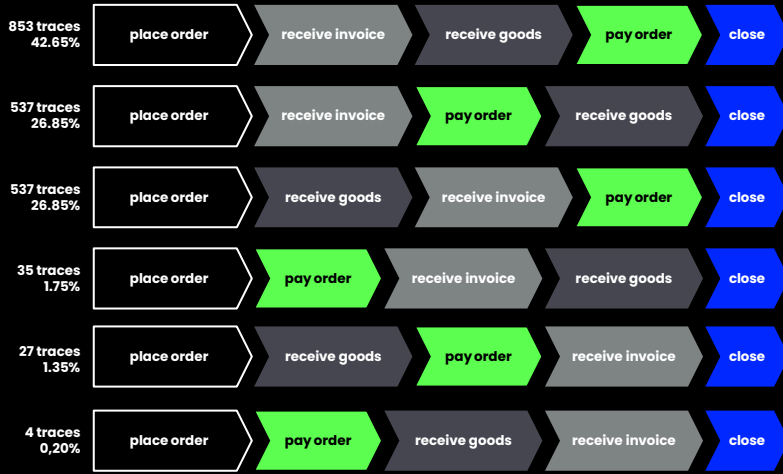 853 traces
42.65%
place order
receive invoice
receive goods
pay order
close
537 traces
26.85%
place order
receive invoice
pay order
receive goods
close
537 traces
26.85%
place order
receive goods
receive invoice
pay order
close
35 traces
1.75%
place order
pay order
receive invoice
receive goods
close
27 traces
1.35%
place order
receive goods
pay order
receive invoice
close
4 traces
0,20%
place order
pay order
receive goods
receive invoice
close